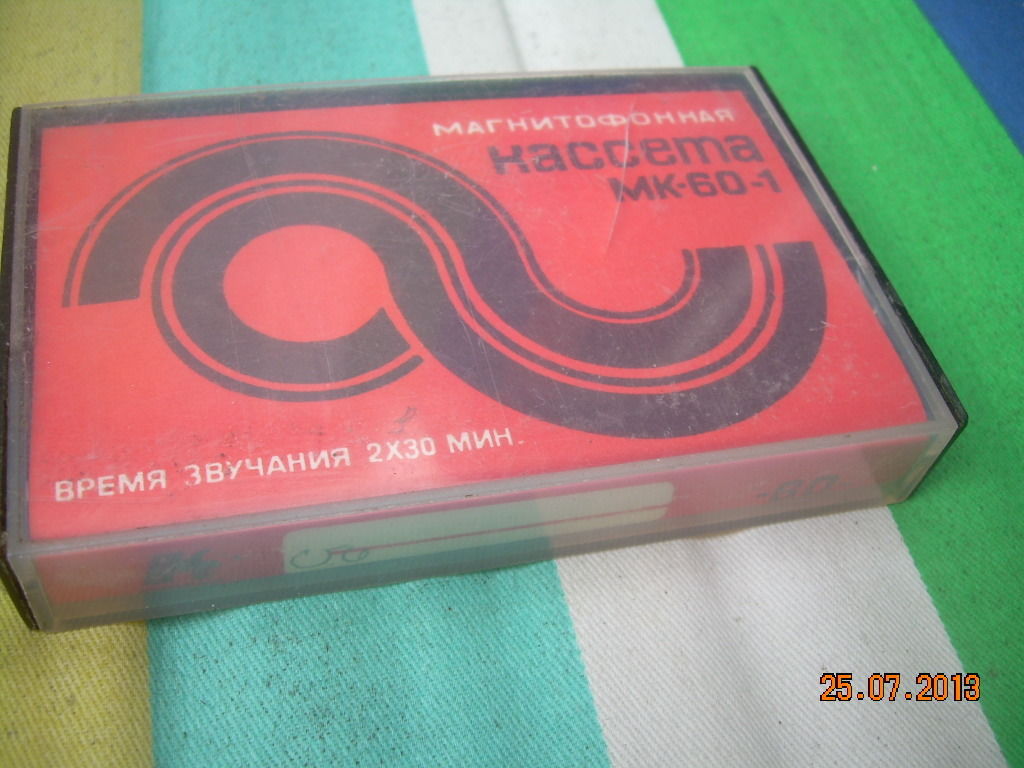 МАГНИТОФОННАЯ
кассета
МК-60-1
ВРЕМЯ ЗВУЧАНИЯ 2Х30 МИН.
25.07.2013